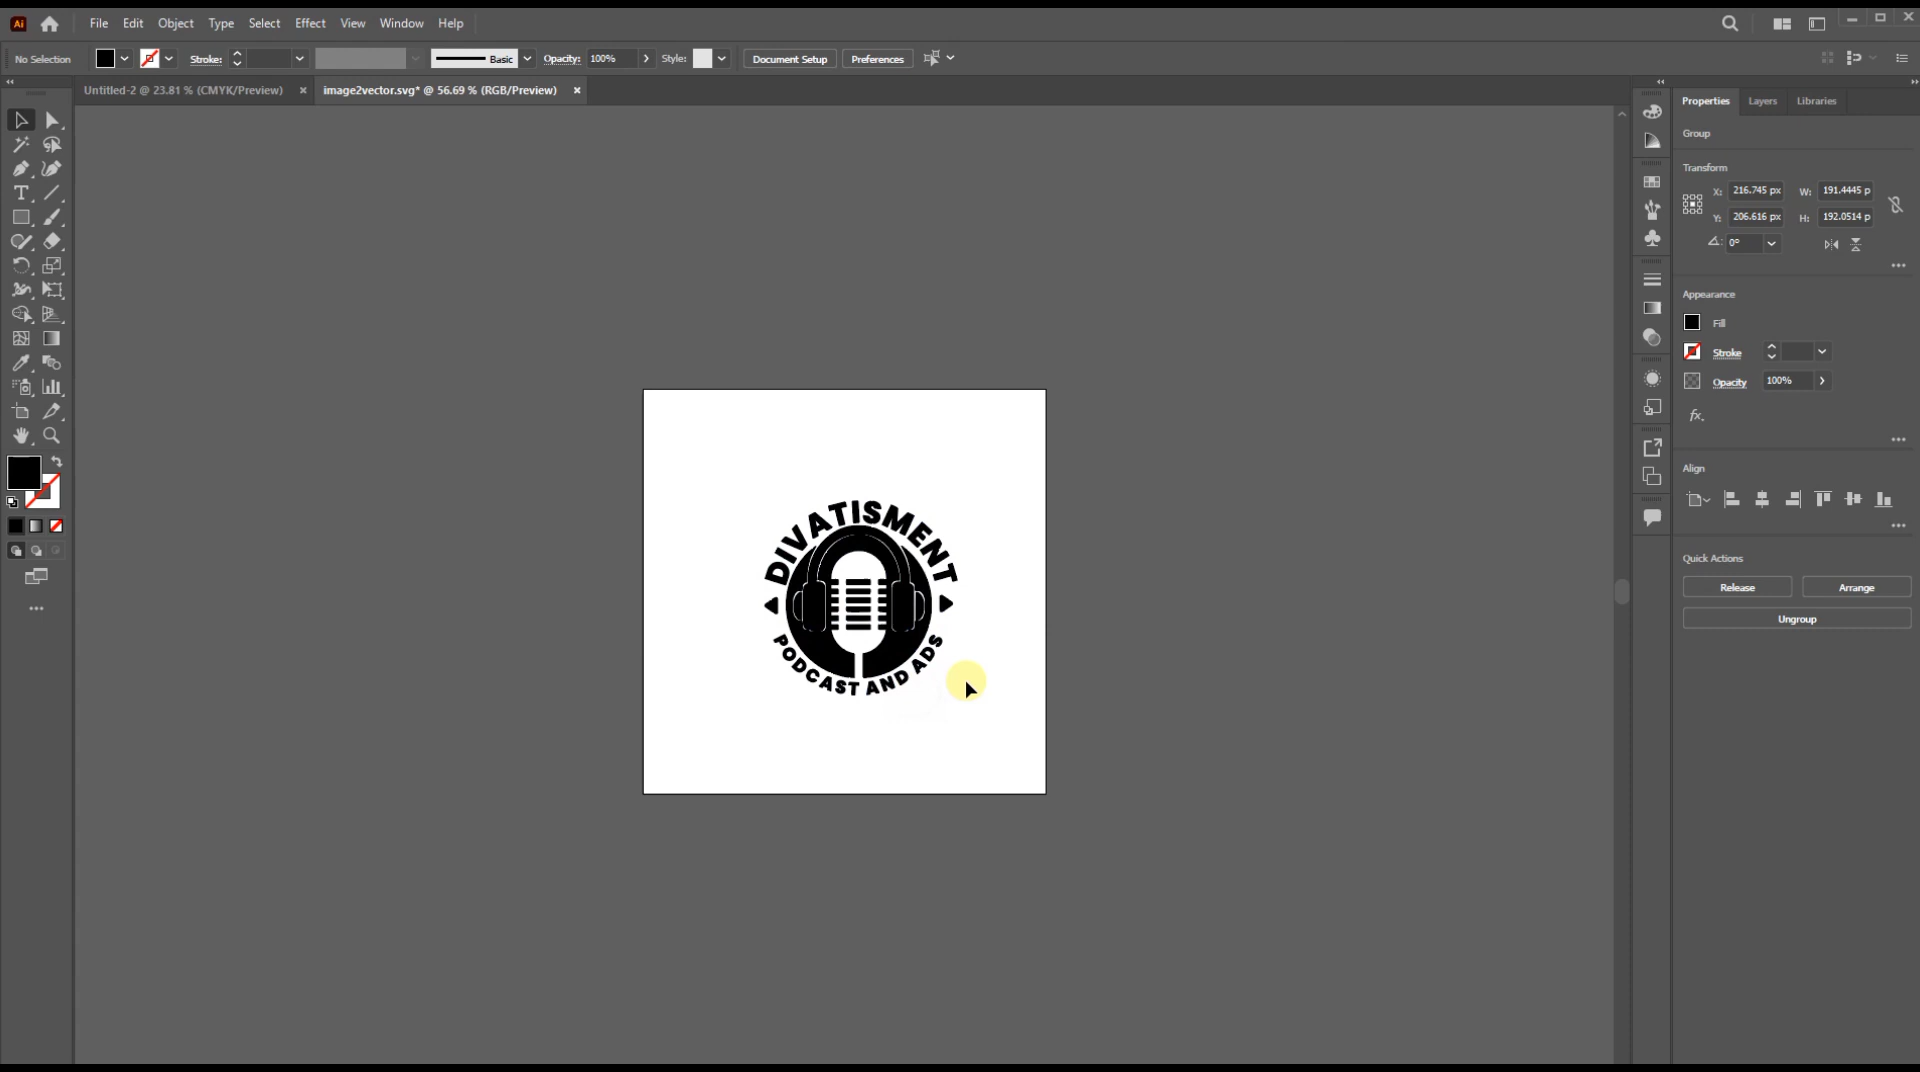 Ai File Edit Object Type Select Effect View Window Help
No Selection Stroke: Basic Opacity: 100% Style: Document Setup Preferences
Untitled-2 @ 23.81 % (CMYK/Preview) × image2vector.svg* @ 56.69 % (RGB/Preview) ×
Properties Layers Libraries
Group
Transform
X: 216.745 px W: 191.4445 p
Y: 206.616 px H: 192.0514 p
0°
Appearance
Fill
Stroke
Opacity 100%
fx.
Align
Quick Actions
Release Arrange
Ungroup
DIVATISMENT
PODCAST AND ADS